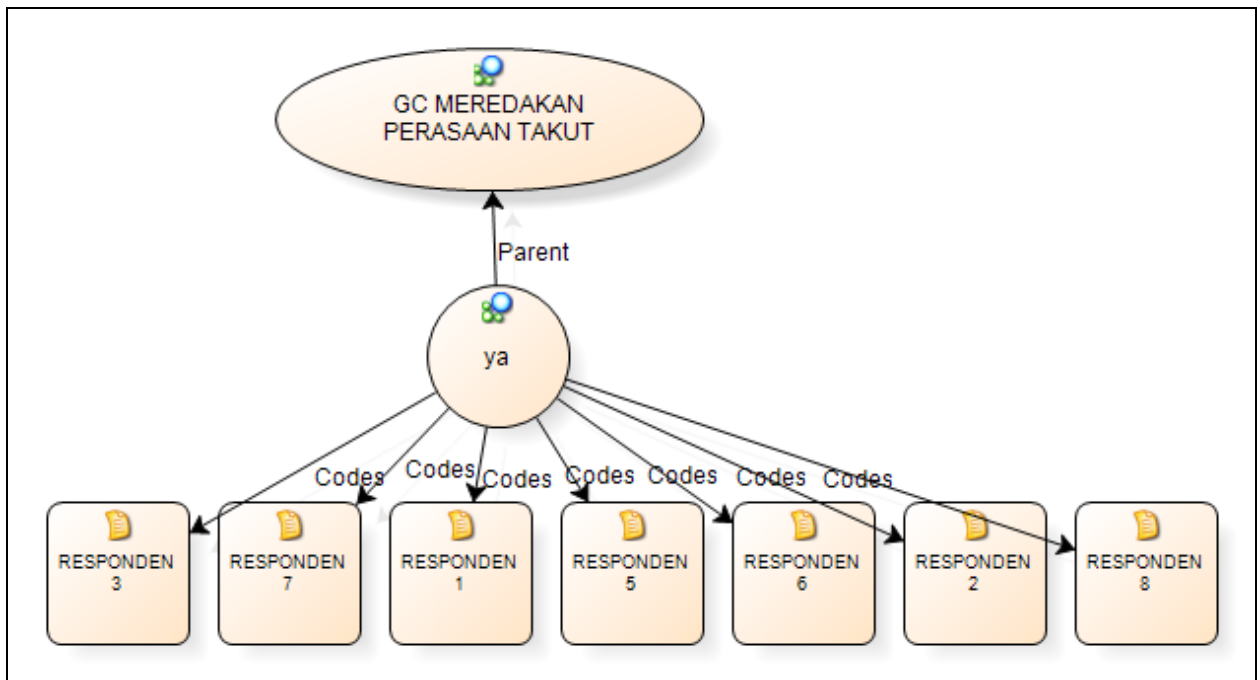 GC MEREDAKAN
PERASAAN TAKUT
Parent
ya
Codes
Codes
Codes
Codes
Codes
Codes
Codes
RESPONDEN
3
RESPONDEN
7
RESPONDEN
1
RESPONDEN
5
RESPONDEN
6
RESPONDEN
2
RESPONDEN
8